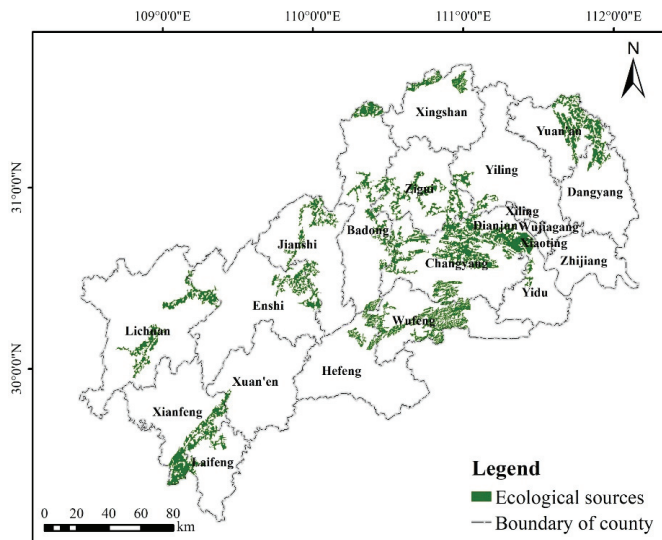 109°0'0"E 110°0'0"E 111°0'0"E 112°0'0"E
N
Xingshan
Yuan'an
Yiling
31°0'0"N
Zigui
Dangyang
Xiling
Badong
Dianjun
Wujiagang
Jianshi
Xiaoting
Changyang
Zhijiang
Enshi
Yidu
Lichuan
Wufeng
30°0'0"N
Xuan'en
Hefeng
Xianfeng
Laifeng
Legend
Ecological sources
Boundary of county
0 20 40 60 80
km